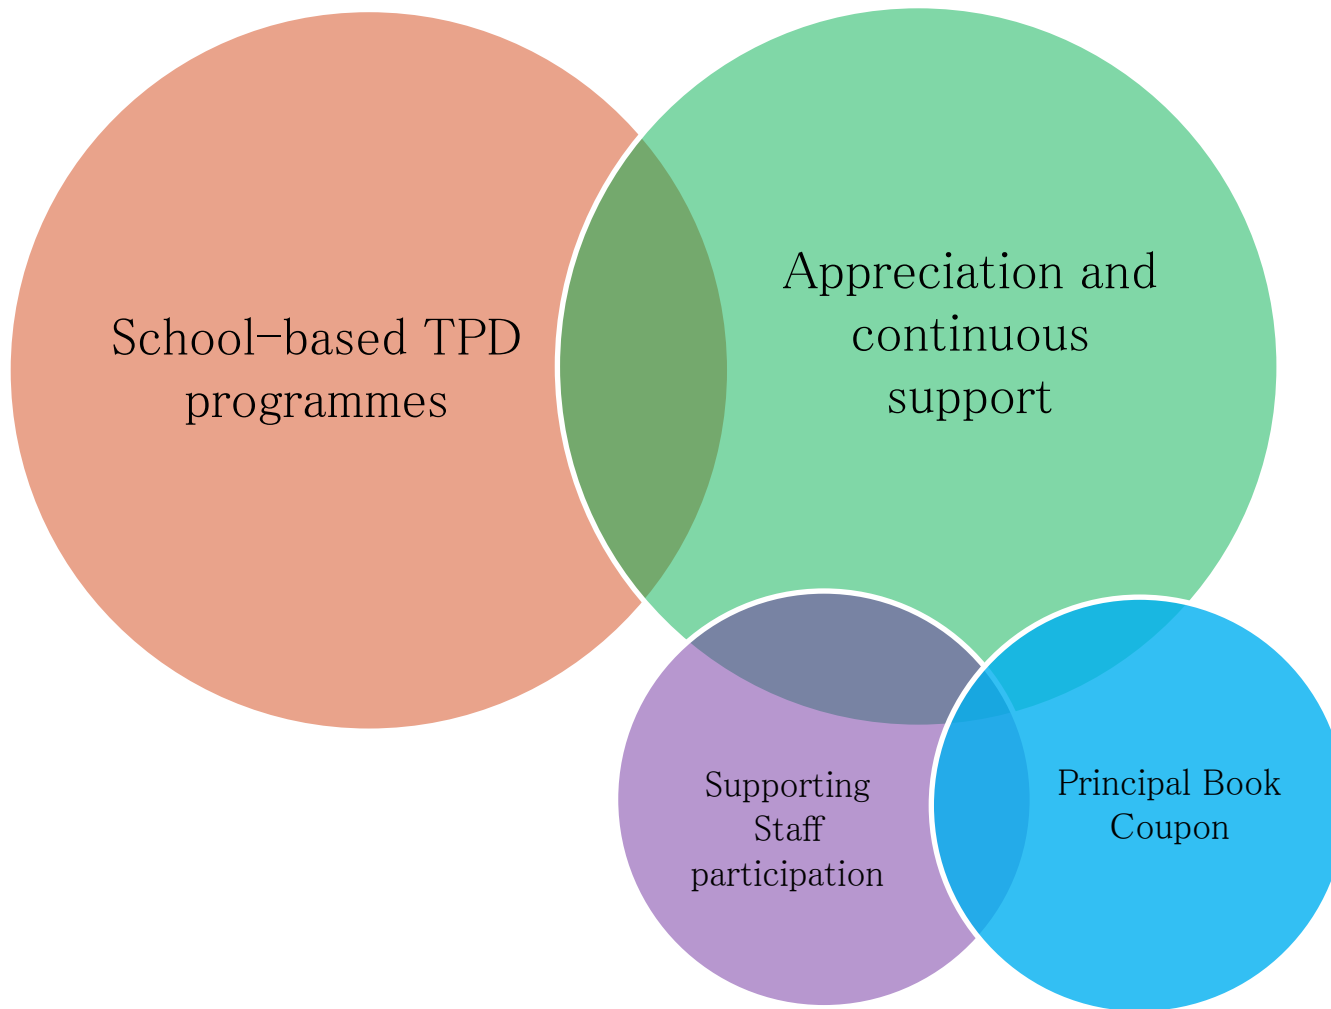 School-based TPD
programmes
Appreciation and
continuous
support
Supporting
Staff
participation
Principal Book
Coupon